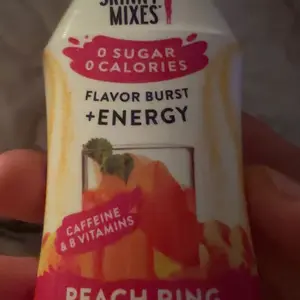 SKINNY
MIXES
0 SUGAR
0 CALORIES
FLAVOR BURST
+ENERGY
CAFFEINE
& B VITAMINS
PEACH RING